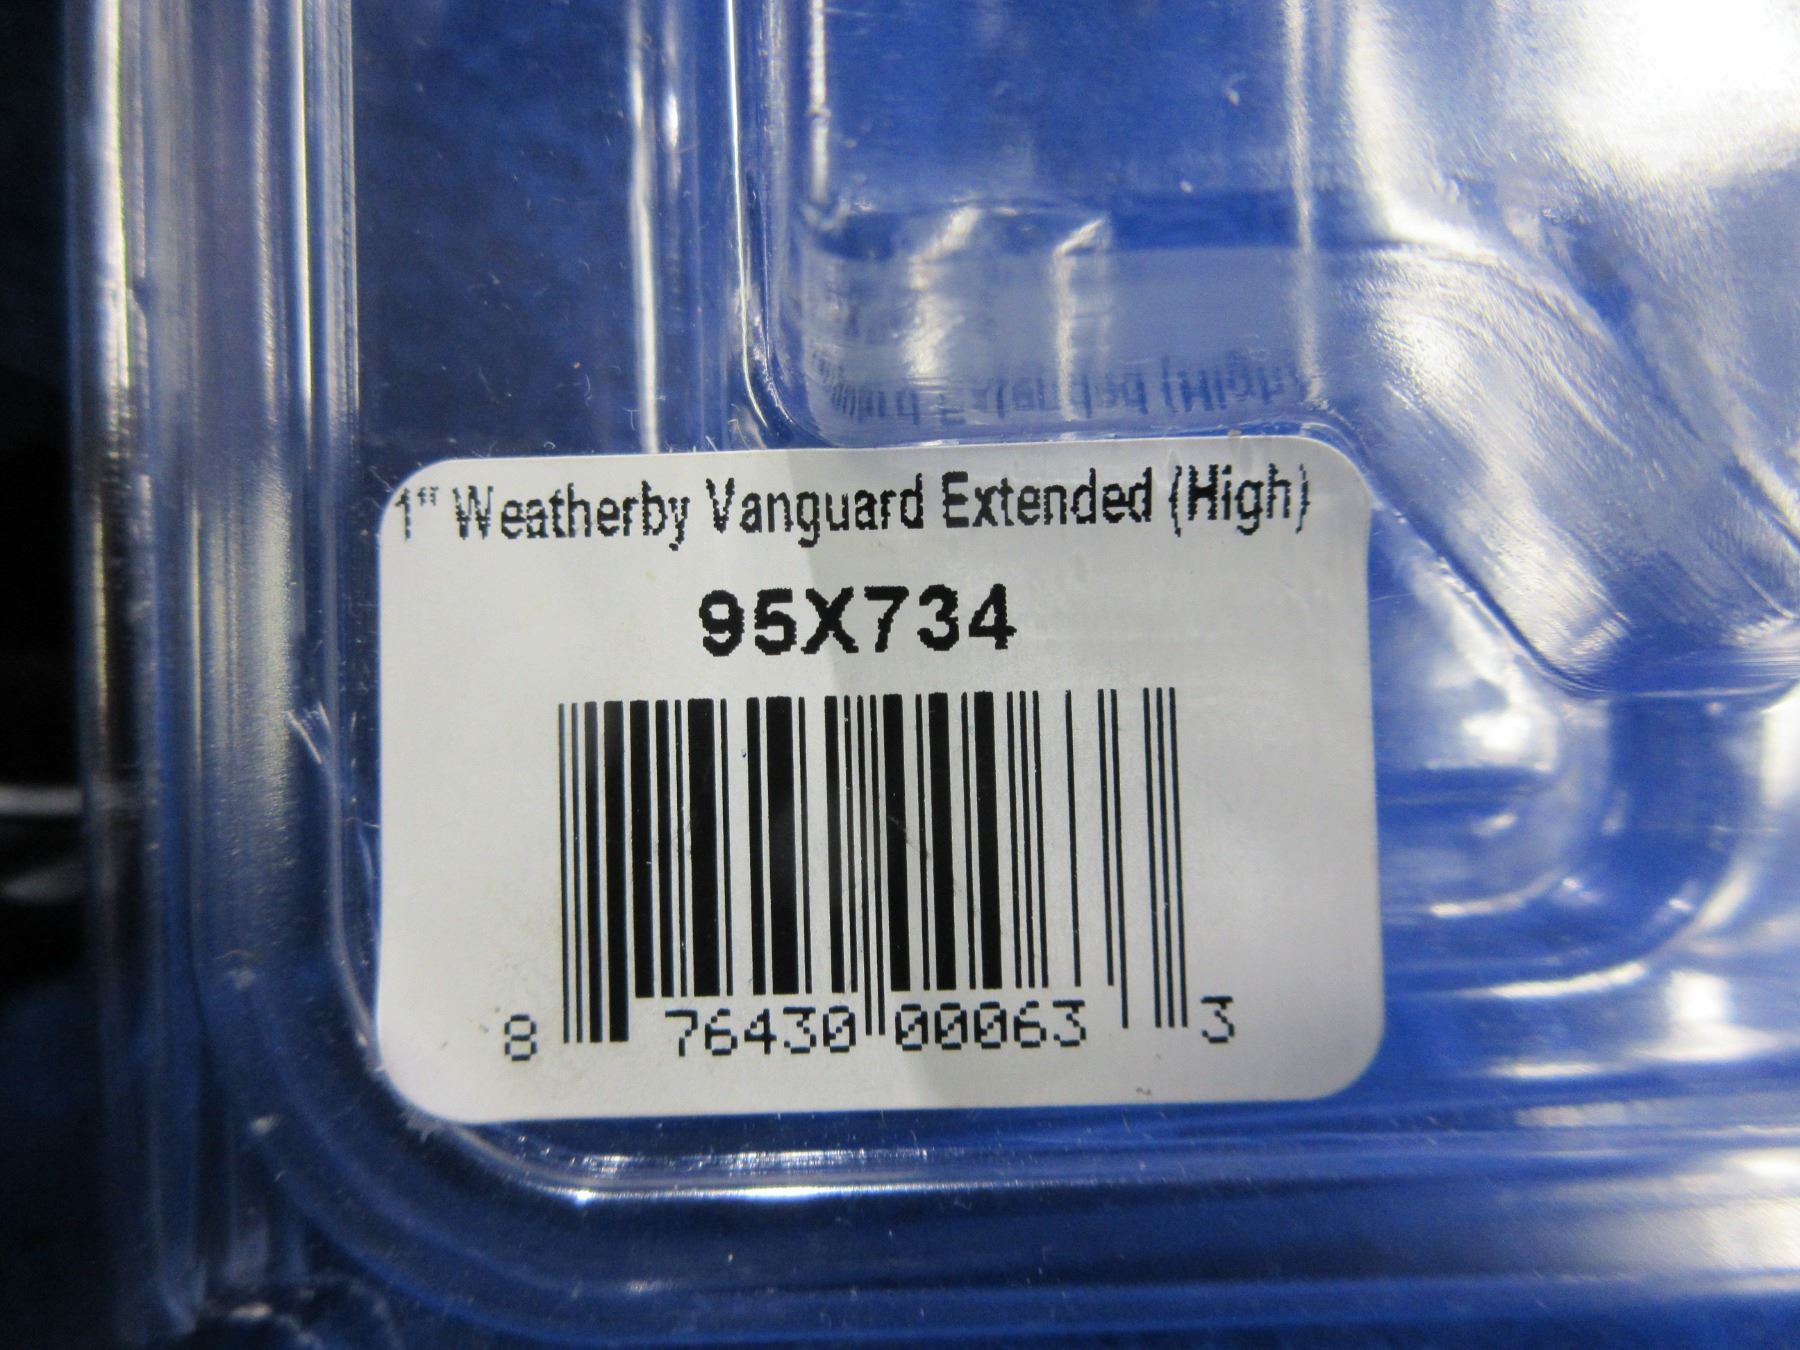 1" Weatherby Vanguard Extended (High)
95X734
8 76430 00063 3